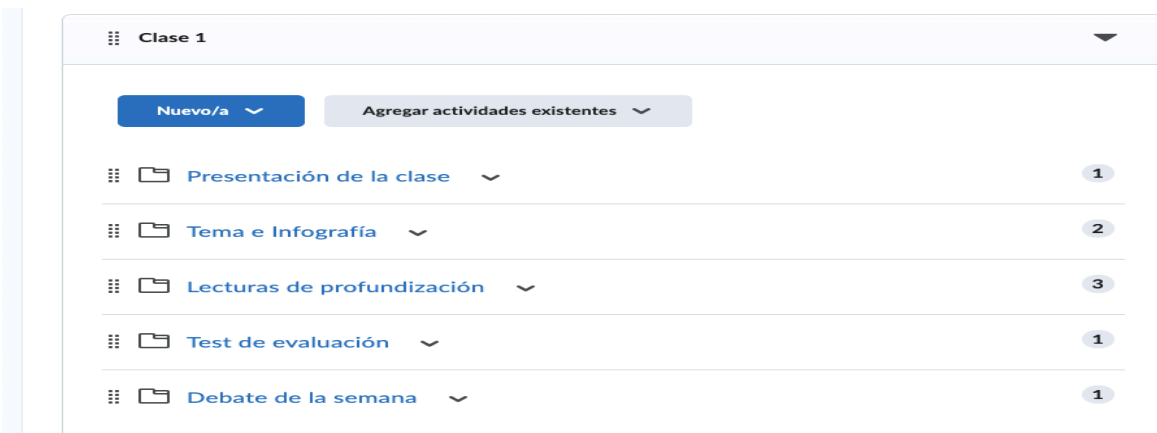 Clase 1
Nuevo/a Agregar actividades existentes
Presentación de la clase 1
Tema e Infografía 2
Lecturas de profundización 3
Test de evaluación 1
Debate de la semana 1